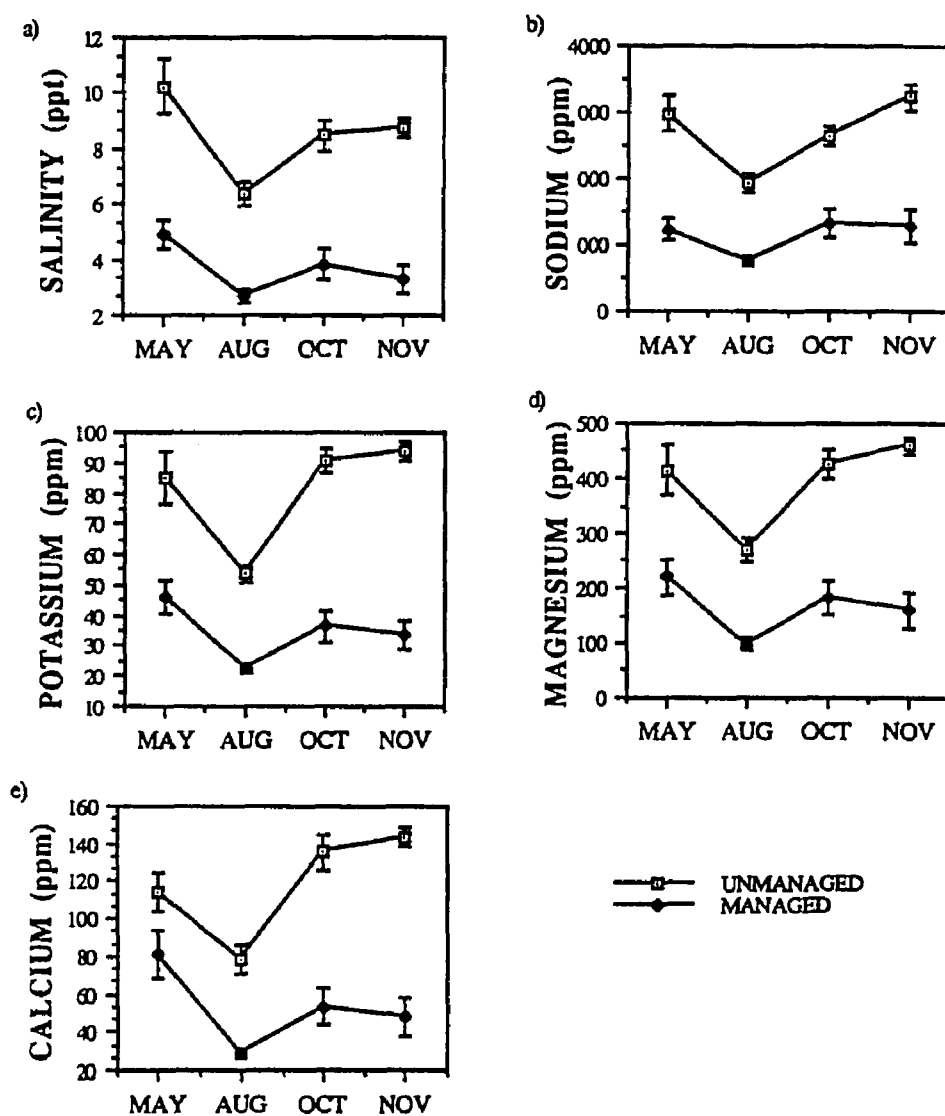 a)
SALINITY (ppt)
12
10
8
6
4
2
MAY AUG OCT NOV
b)
SODIUM (ppm)
4000
000
000
000
0
MAY AUG OCT NOV
c)
POTASSIUM (ppm)
100
90
80
70
60
50
40
30
20
10
MAY AUG OCT NOV
d)
MAGNESIUM (ppm)
500
400
300
200
100
0
MAY AUG OCT NOV
e)
CALCIUM (ppm)
160
140
120
100
80
60
40
20
MAY AUG OCT NOV
UNMANAGED
MANAGED